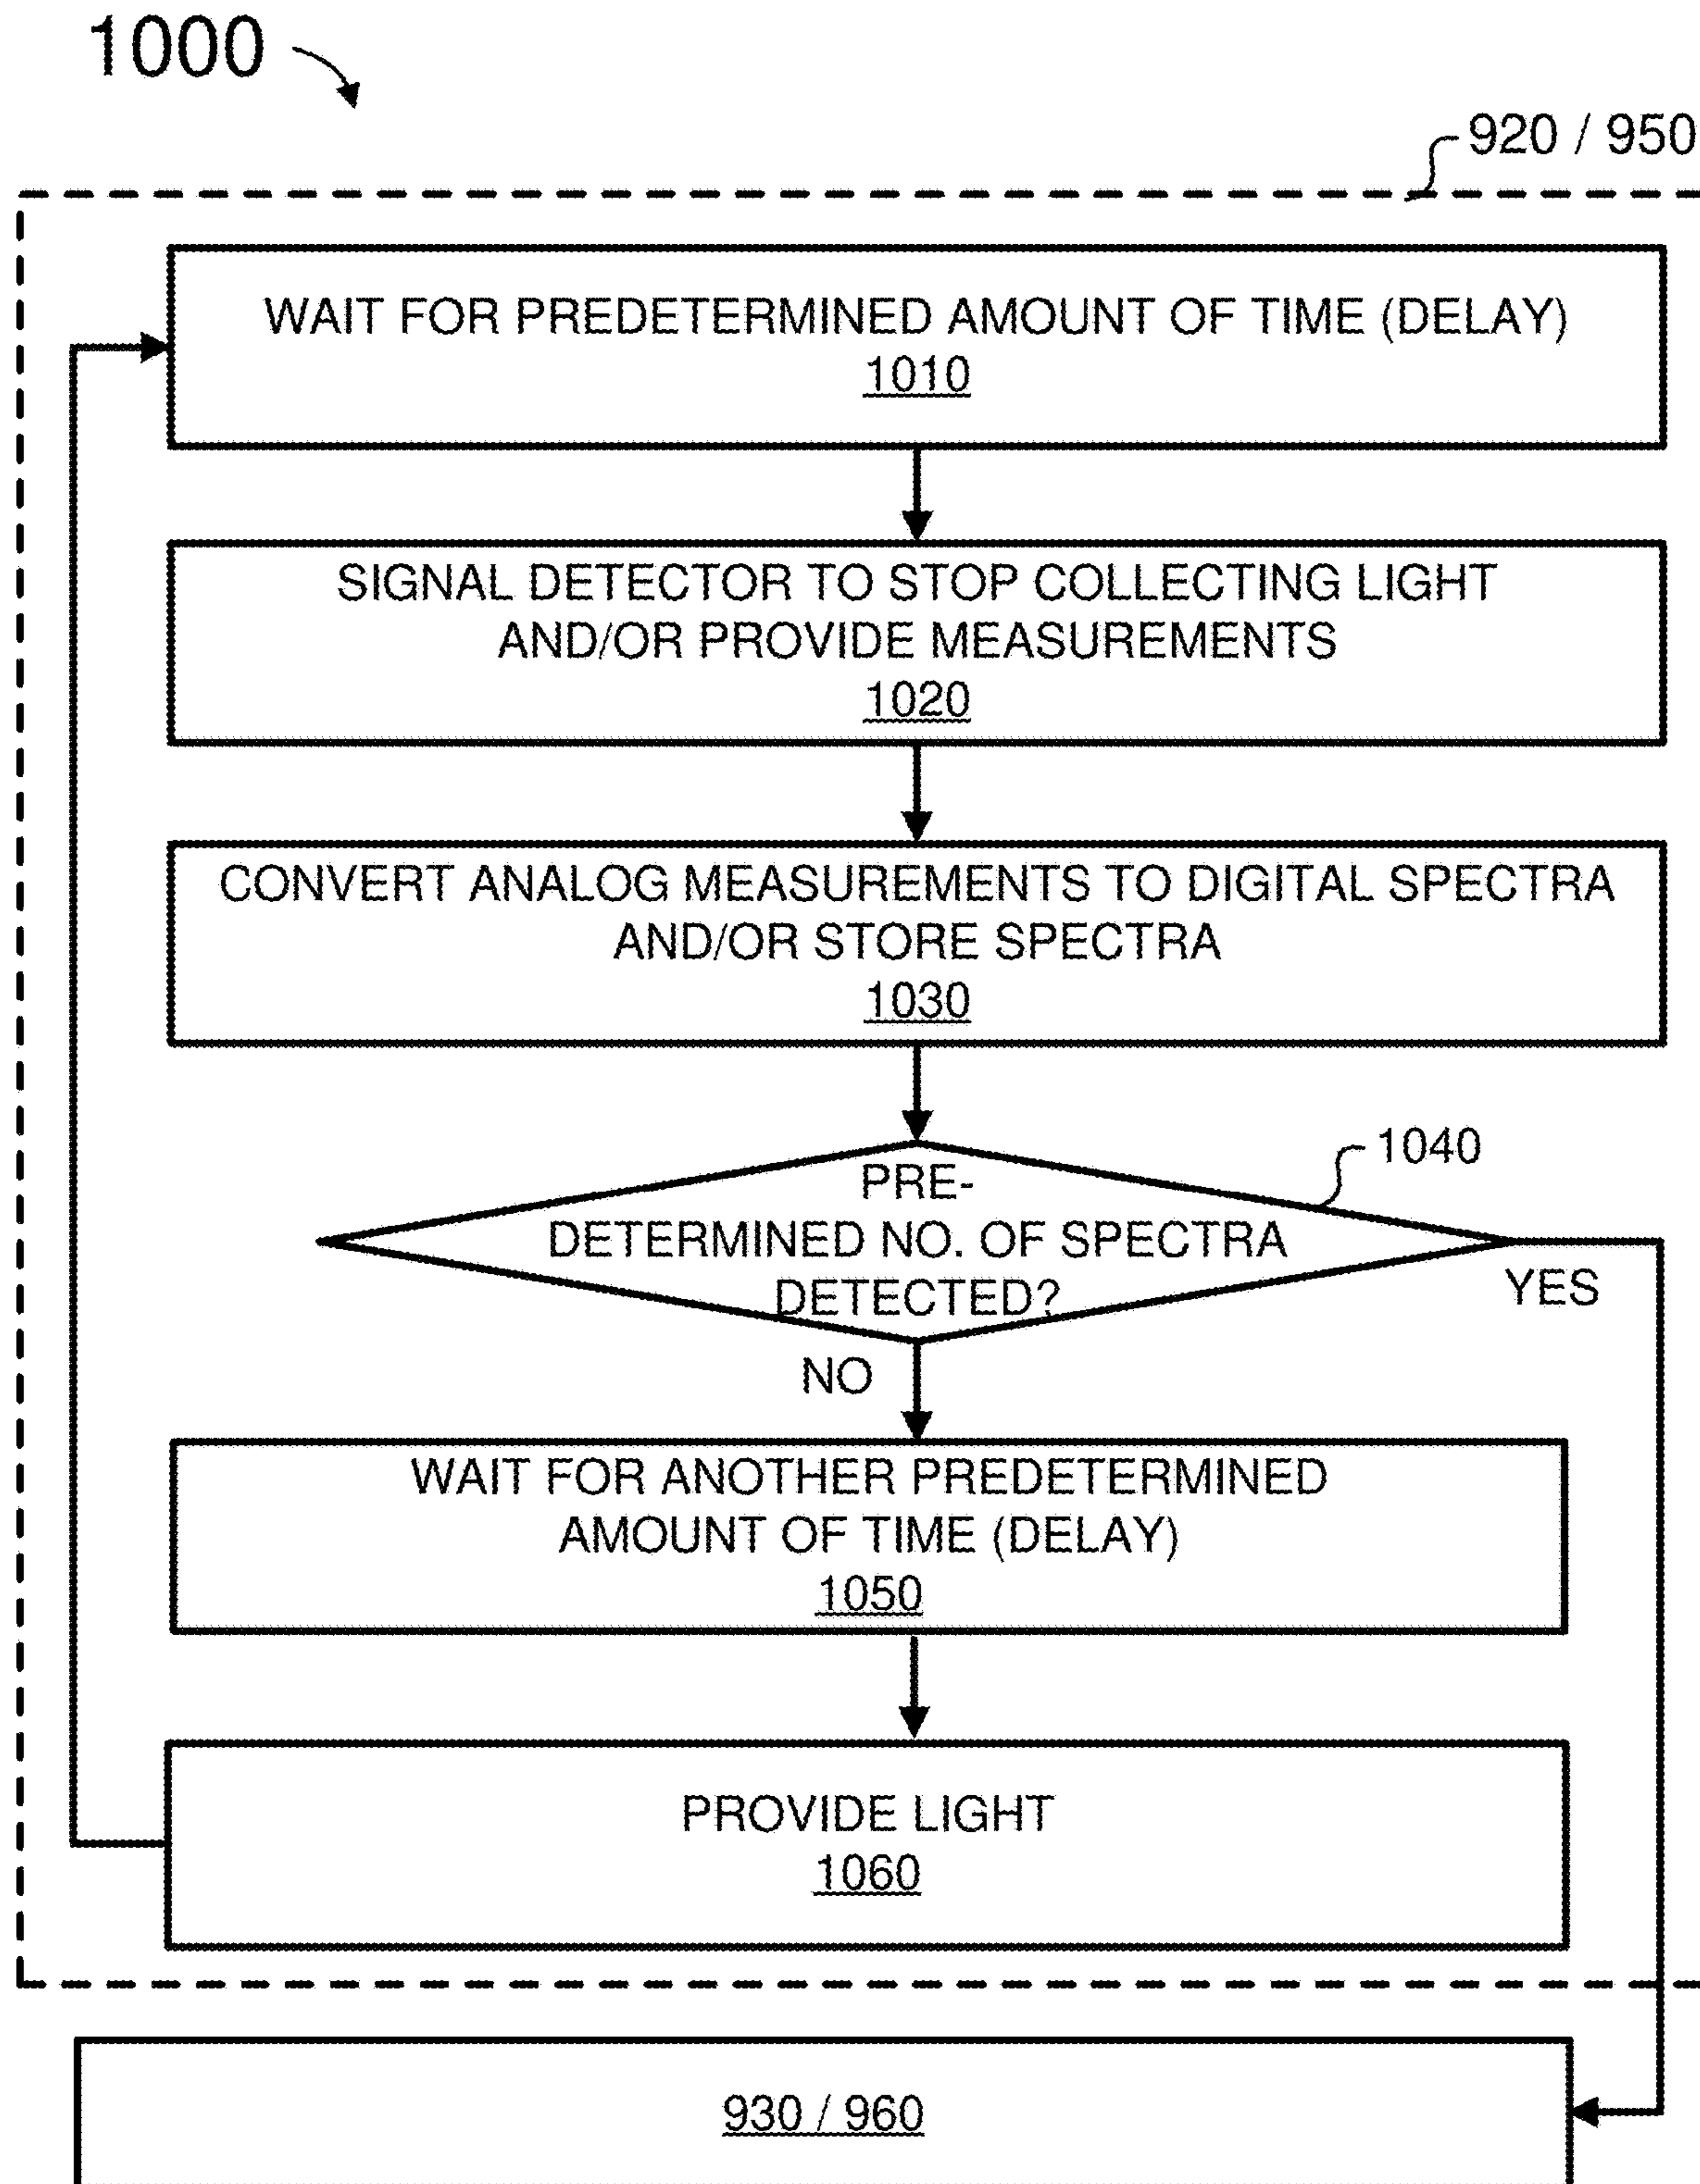 1000
920 / 950
WAIT FOR PREDETERMINED AMOUNT OF TIME (DELAY)
1010
SIGNAL DETECTOR TO STOP COLLECTING LIGHT
AND/OR PROVIDE MEASUREMENTS
1020
CONVERT ANALOG MEASUREMENTS TO DIGITAL SPECTRA
AND/OR STORE SPECTRA
1030
1040
PRE-
DETERMINED NO. OF SPECTRA
DETECTED?
YES
NO
WAIT FOR ANOTHER PREDETERMINED
AMOUNT OF TIME (DELAY)
1050
PROVIDE LIGHT
1060
930 / 960